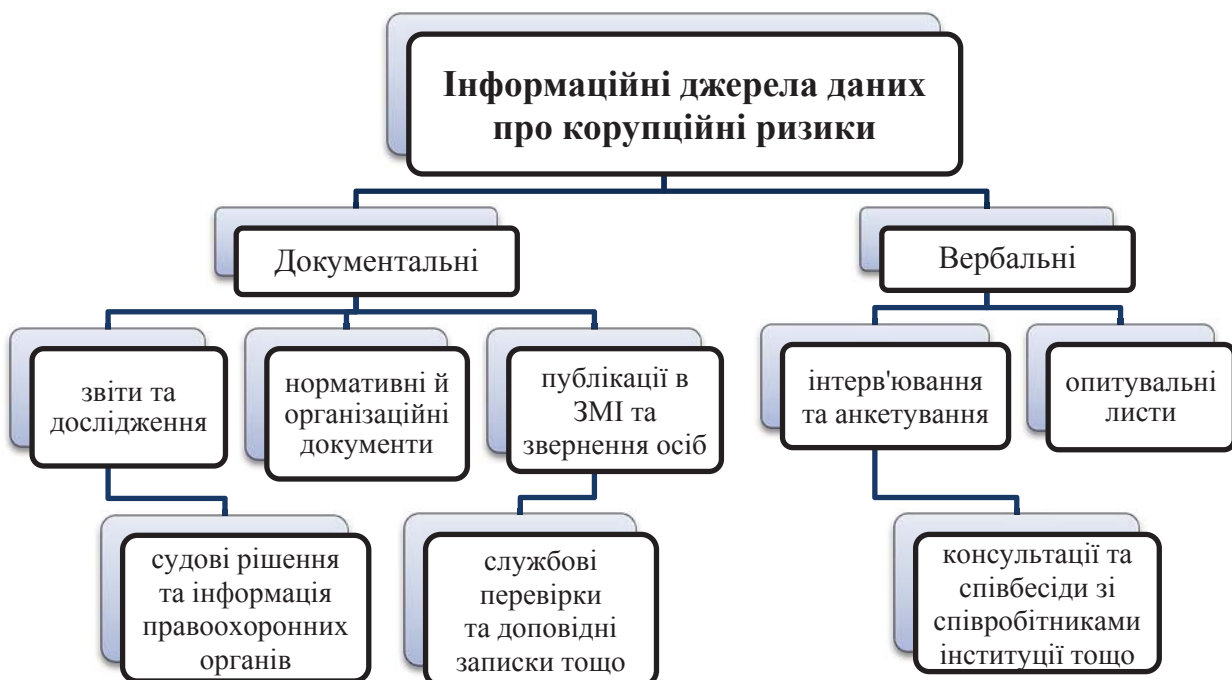 Інформаційні джерела даних
про корупційні ризики
Документальні
Вербальні
звіти та
дослідження
нормативні й
організаційні
документи
публікації в
ЗМІ та
звернення осіб
інтерв'ювання
та анкетування
опитувальні
листи
судові рішення
та інформація
правоохоронних
органів
службові
перевірки
та доповідні
записки тощо
консультації та
співбесіди зі
співробітниками
інституції тощо